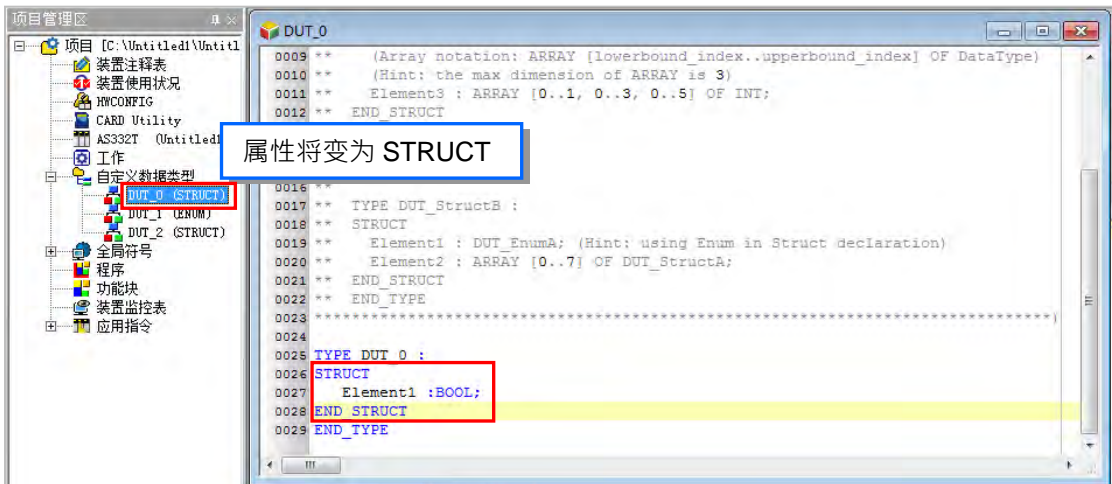 项目管理区
项目 [C:\Untitled1\Untitl
装置注释表
装置使用状况
HWCONFIG
CARD Utility
AS332T (Untitled
工作
自定义数据类型
DUT_0 (STRUCT)
DUT_1 (ENUM)
DUT_2 (STRUCT)
全局符号
程序
功能块
装置监控表
应用指令
属性将变为 STRUCT
DUT_0
0009 ** (Array notation: ARRAY [lowerbound_index..upperbound_index] OF DataType)
0010 ** (Hint: the max dimension of ARRAY is 3)
0011 ** Element3 : ARRAY [0..1, 0..3, 0..5] OF INT;
0012 ** END_STRUCT
0016 **
0017 ** TYPE DUT_StructB :
0018 ** STRUCT
0019 ** Element1 : DUT_EnumA; (Hint: using Enum in Struct declaration)
0020 ** Element2 : ARRAY [0..7] OF DUT_StructA;
0021 ** END_STRUCT
0022 ** END_TYPE
0023 *******************************************************************************)
0024
0025 TYPE DUT_0 :
0026 STRUCT
0027 Element1 :BOOL;
0028 END_STRUCT
0029 END_TYPE